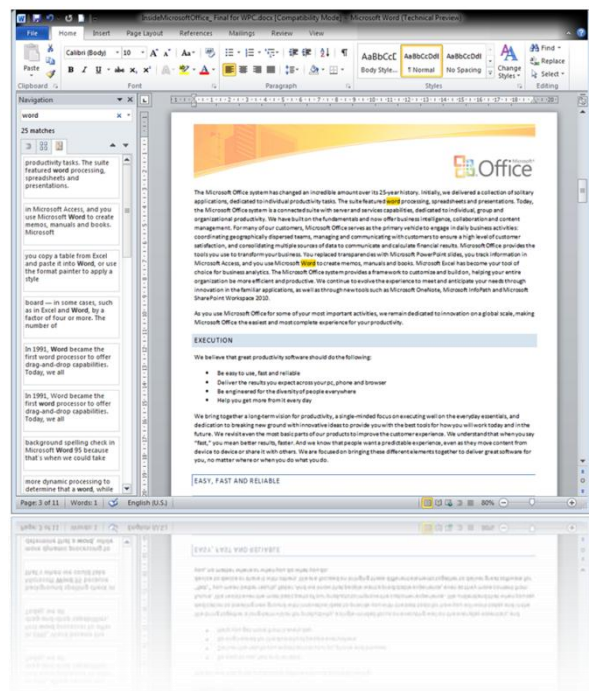 InsideMicrosoftOffice_Final for WPC.docx [Compatibility Mode] - Microsoft Word (Technical Preview)
File Home Insert Page Layout References Mailings Review View
Paste
Calibri (Body) 10
AaBbCcC AaBbCcDdI AaBbCcDdI
Body Style... ¶ Normal No Spacing
Change Styles
Find
Replace
Select
Clipboard Font Paragraph Styles Editing
Navigation
word
25 matches
productivity tasks. The suite
featured word processing,
spreadsheets and
presentations.
in Microsoft Access, and you
use Microsoft Word to create
memos, manuals and books.
Microsoft
you copy a table from Excel
and paste it into Word, or use
the format painter to apply a
style
board — in some cases, such
as in Excel and Word, by a
factor of four or more. The
number of
In 1991, Word became the
first word processor to offer
drag-and-drop capabilities.
Today, we all
In 1991, Word became the
first word processor to offer
drag-and-drop capabilities.
Today, we all
background spelling check in
Microsoft Word 95 because
that's when we could take
more dynamic processing to
determine that a word, while
Microsoft
Office
The Microsoft Office system has changed an incredible amount over its 25-year history. Initially, we delivered a collection of solitary
applications, dedicated to individual productivity tasks. The suite featured word processing, spreadsheets and presentations. Today,
the Microsoft Office system is a connected suite with server and services capabilities, dedicated to individual, group and
organizational productivity. We have built on the fundamentals and now offer business intelligence, collaboration and content
management. For many of our customers, Microsoft Office serves as the primary vehicle to engage in daily business activities:
coordinating geographically dispersed teams, managing and communicating with customers to ensure a high level of customer
satisfaction, and consolidating multiple sources of data to communicate and calculate financial results. Microsoft Office provides the
tools you use to transform your business. You replaced transparencies with Microsoft PowerPoint slides, you track information in
Microsoft Access, and you use Microsoft Word to create memos, manuals and books. Microsoft Excel has become your tool of
choice for business analytics. The Microsoft Office system provides a framework to customize and build on, helping your entire
organization be more efficient and productive. We continue to evolve the experience to meet and anticipate your needs through
innovation in the familiar applications, as well as through new tools such as Microsoft OneNote, Microsoft InfoPath and Microsoft
SharePoint Workspace 2010.
As you use Microsoft Office for some of your most important activities, we remain dedicated to innovation on a global scale, making
Microsoft Office the easiest and most complete experience for your productivity.
EXECUTION
We believe that great productivity software should do the following:
• Be easy to use, fast and reliable
• Deliver the results you expect across your pc, phone and browser
• Be engineered for the diversity of people everywhere
• Help you get more from it every day
We bring together a long-term vision for productivity, a single-minded focus on executing well on the everyday essentials, and
dedication to breaking new ground with innovative ideas to provide you with the best tools for how you will work today and in the
future. We revisit even the most basic parts of our products to improve the customer experience. We understand that when you say
"fast," you mean better results, faster. And we know that people want a predictable experience, even as they move content from
device to device or share it with others. We are focused on bringing these different elements together to deliver great software for
you, no matter where or when you do what you do.
EASY, FAST AND RELIABLE
Page: 3 of 11 Words: 1 English (U.S.) 80%